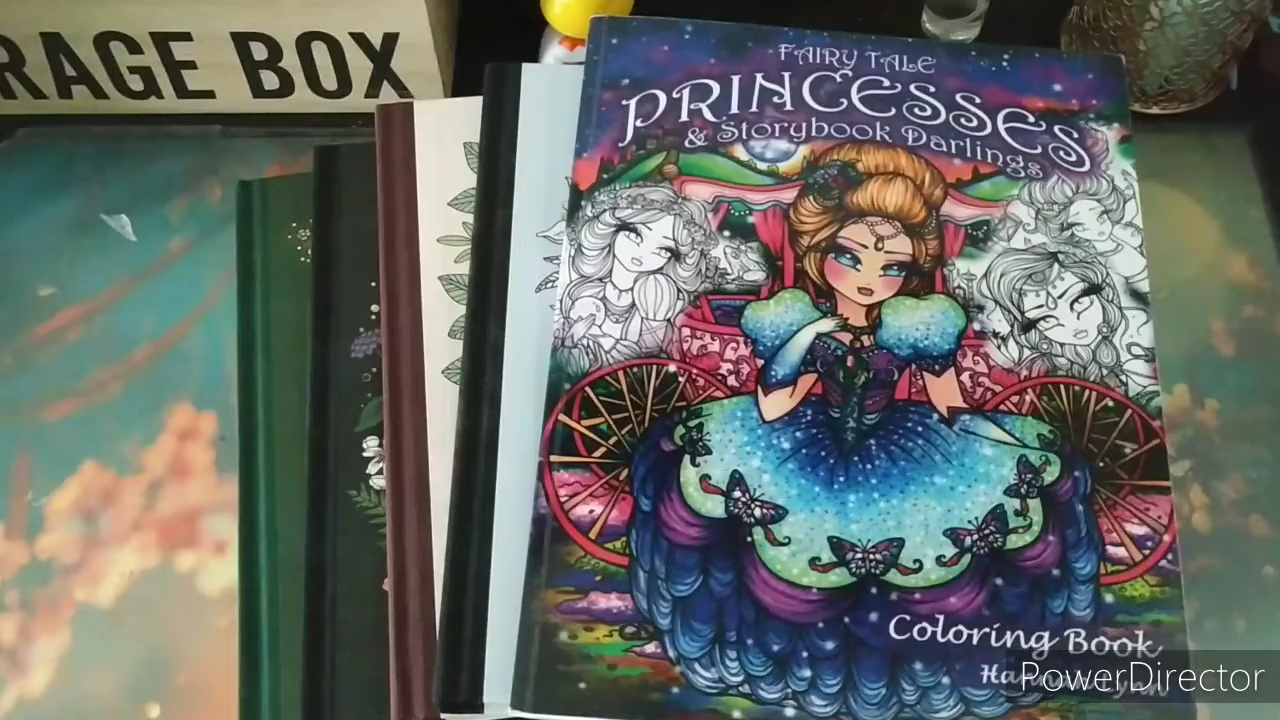 RAGE BOX
FAIRY TALE
PRINCESSES
& Storybook Darlings
Coloring Book
PowerDirector